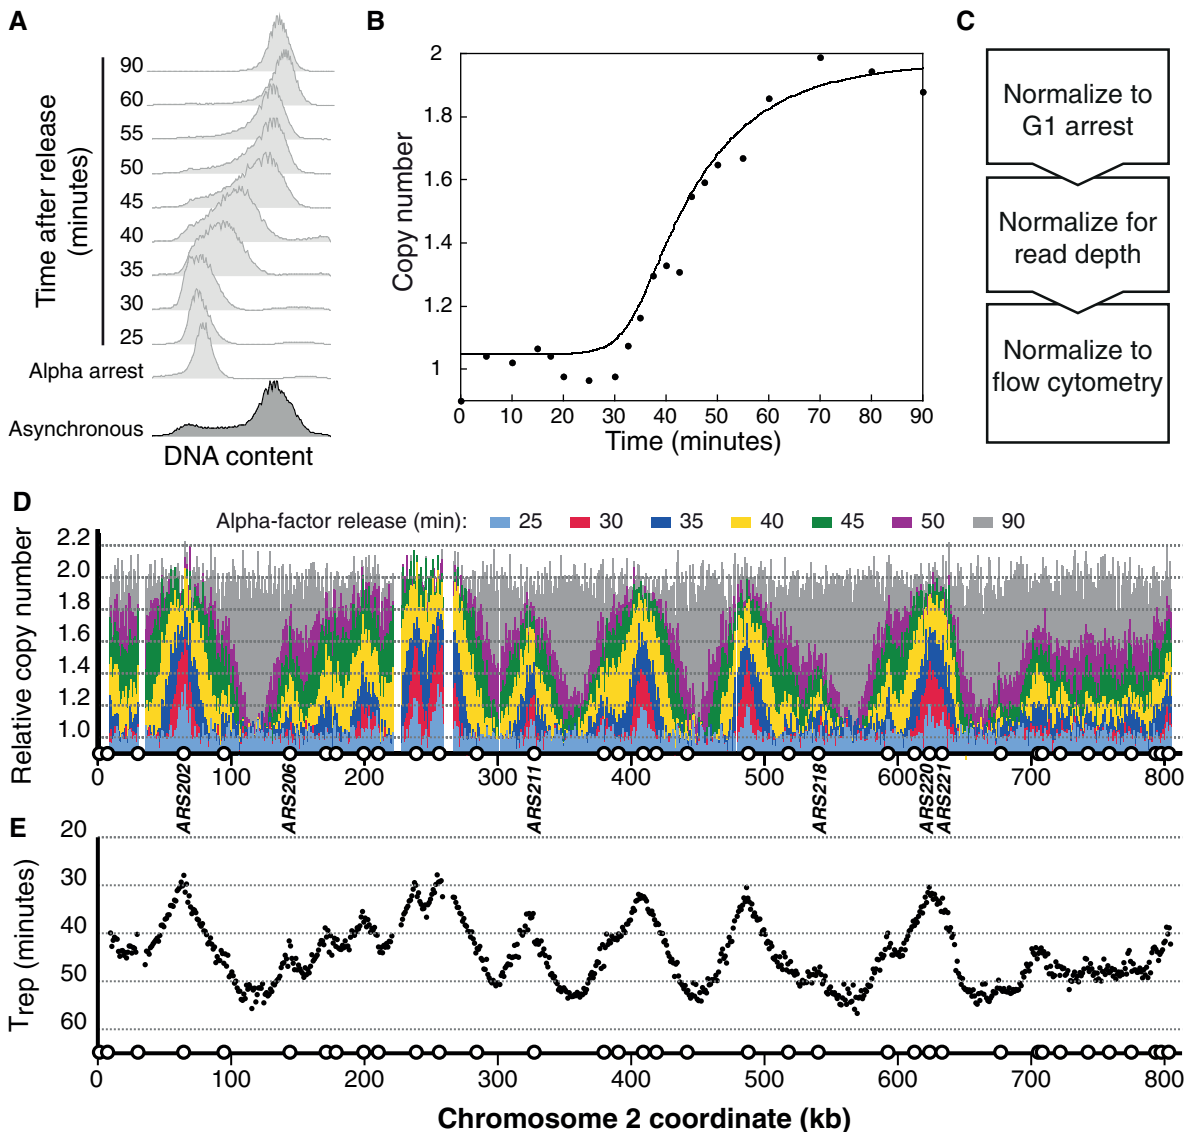 A
Time after release
(minutes)
90
60
55
50
45
40
35
30
25
Alpha arrest
Asynchronous
DNA content
B
Copy number
2
1.8
1.6
1.4
1.2
1
0
10
20
30
40
50
60
70
80
90
Time (minutes)
C
Normalize to
G1 arrest
Normalize for
read depth
Normalize to
flow cytometry
D
Alpha-factor release (min):
25
30
35
40
45
50
90
Relative copy number
2.2
2.0
1.8
1.6
1.4
1.2
1.0
0
100
200
300
400
500
600
700
800
ARS202
ARS206
ARS211
ARS218
ARS220
ARS221
E
Trep (minutes)
20
30
40
50
60
0
100
200
300
400
500
600
700
800
Chromosome 2 coordinate (kb)